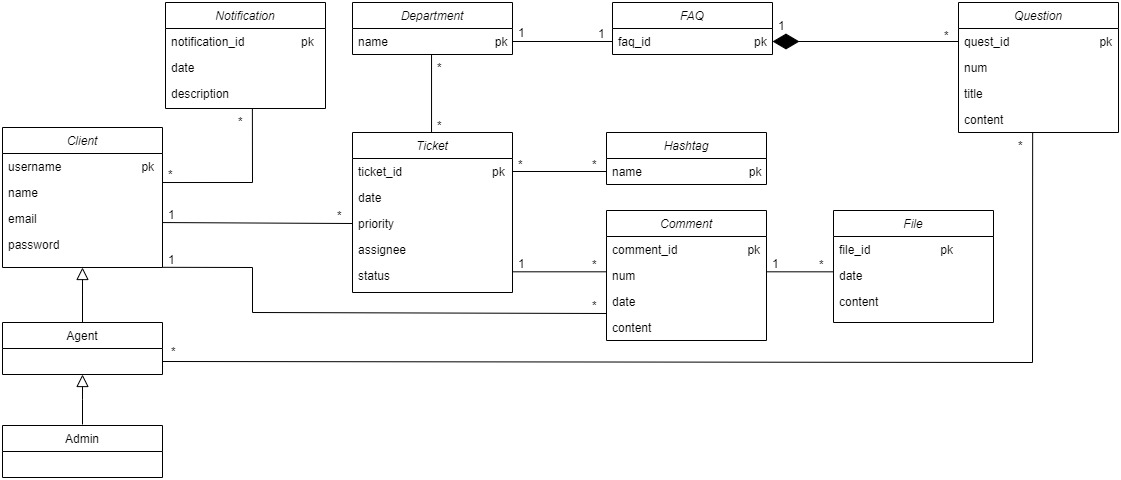 Notification
notification_id pk
date
description
Department
name pk
1 1
FAQ
faq_id pk
1 *
Question
quest_id pk
num
title
content
*
*
*
*
*
Client
username pk
name
email
password
1 *
1 *
Ticket
ticket_id pk
date
priority
assignee
status
* *
Hashtag
name pk
1 *
Comment
comment_id pk
num
date
content
1 *
File
file_id pk
date
content
Agent
*
Admin